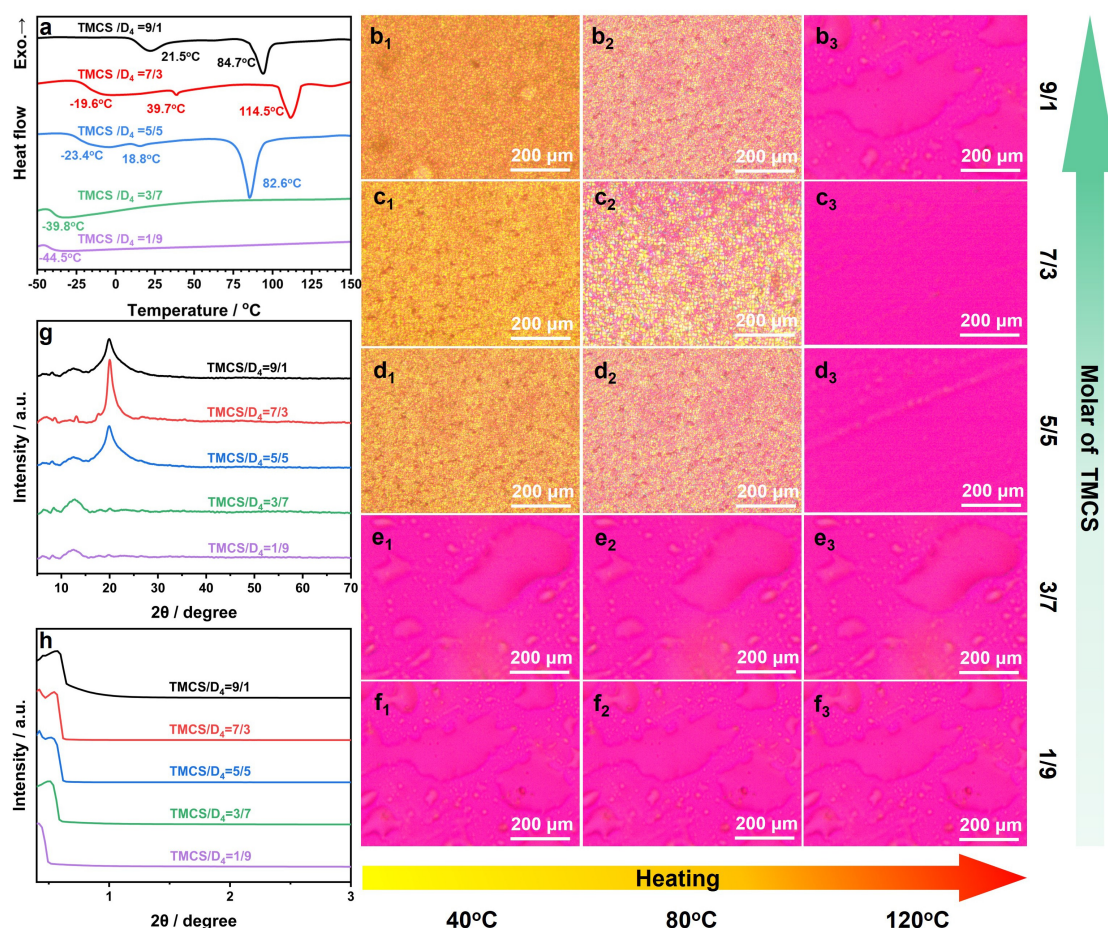 a
Exo.→
Heat flow
TMCS /D₄ =9/1
21.5°C
84.7°C
TMCS /D₄ =7/3
-19.6°C
39.7°C
114.5°C
TMCS /D₄ =5/5
-23.4°C
18.8°C
82.6°C
TMCS /D₄ =3/7
-39.8°C
TMCS /D₄ =1/9
-44.5°C
-50 -25 0 25 50 75 100 125 150
Temperature / °C
g
Intensity / a.u.
TMCS/D₄=9/1
TMCS/D₄=7/3
TMCS/D₄=5/5
TMCS/D₄=3/7
TMCS/D₄=1/9
10 20 30 40 50 60 70
2θ / degree
h
Intensity / a.u.
TMCS/D₄=9/1
TMCS/D₄=7/3
TMCS/D₄=5/5
TMCS/D₄=3/7
TMCS/D₄=1/9
1 2 3
2θ / degree
b₁ b₂ b₃
200 μm 200 μm 200 μm
9/1
c₁ c₂ c₃
200 μm 200 μm 200 μm
7/3
d₁ d₂ d₃
200 μm 200 μm 200 μm
5/5
e₁ e₂ e₃
200 μm 200 μm 200 μm
3/7
f₁ f₂ f₃
200 μm 200 μm 200 μm
1/9
Molar of TMCS
Heating
40°C 80°C 120°C